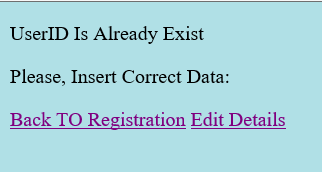 UserID Is Already Exist
Please, Insert Correct Data:
Back TO Registration Edit Details